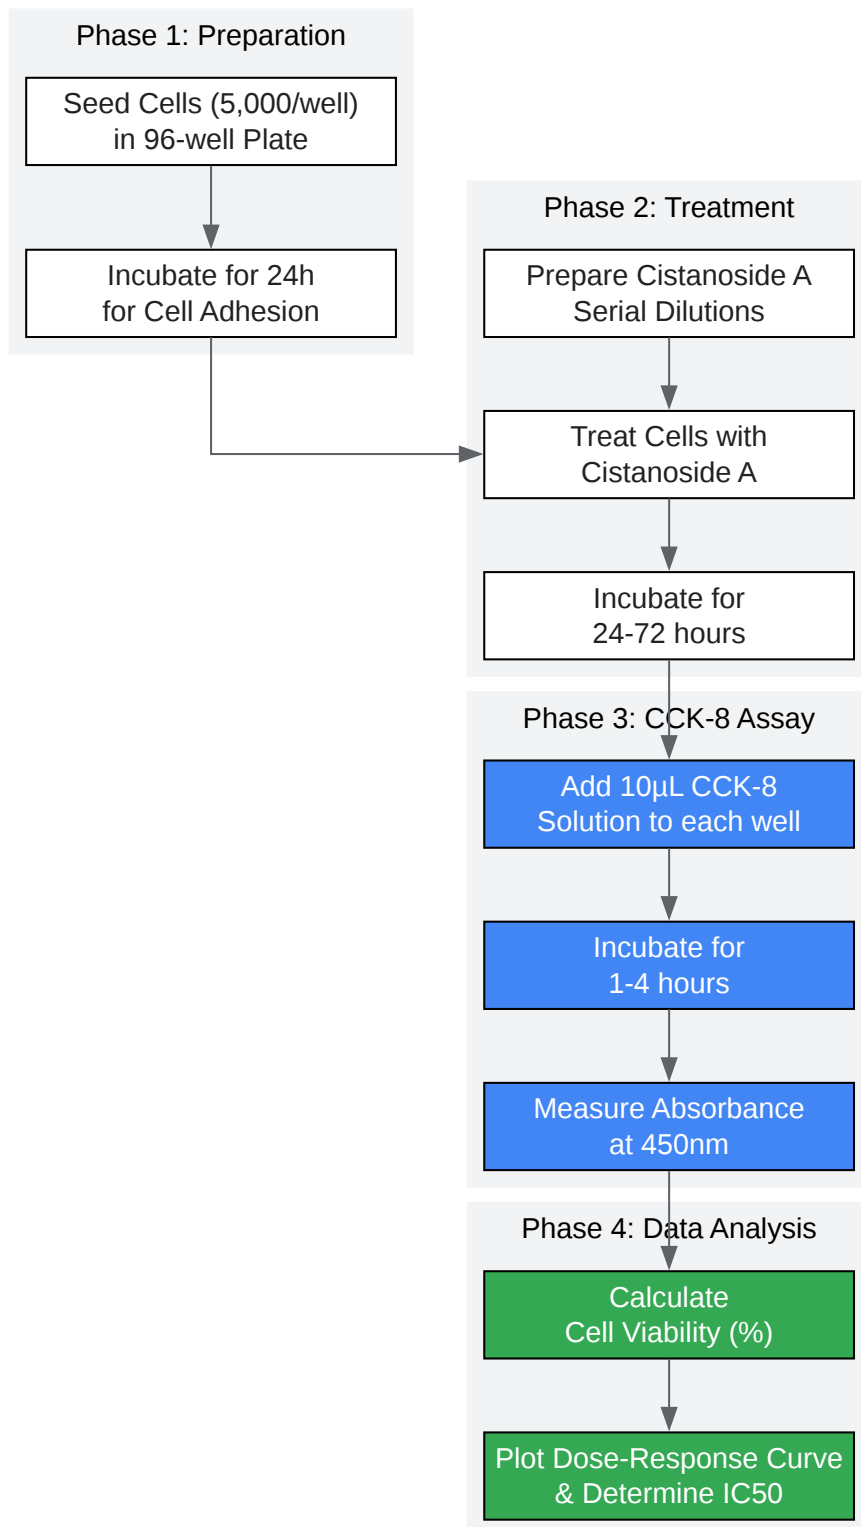 Phase 1: Preparation
Seed Cells (5,000/well)
in 96-well Plate
Incubate for 24h
for Cell Adhesion
Phase 2: Treatment
Prepare Cistanoside A
Serial Dilutions
Treat Cells with
Cistanoside A
Incubate for
24-72 hours
Phase 3: CCK-8 Assay
Add 10µL CCK-8
Solution to each well
Incubate for
1-4 hours
Measure Absorbance
at 450nm
Phase 4: Data Analysis
Calculate
Cell Viability (%)
Plot Dose-Response Curve
& Determine IC50